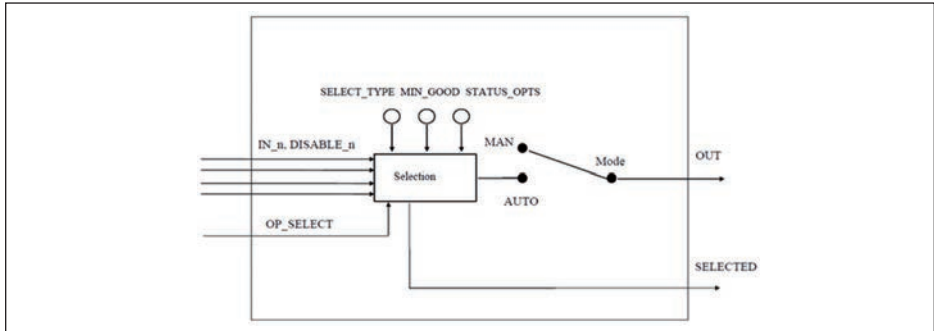 SELECT_TYPE MIN_GOOD STATUS_OPTS
IN_n, DISABLE_n
MAN
Mode
OUT
Selection
AUTO
OP_SELECT
SELECTED